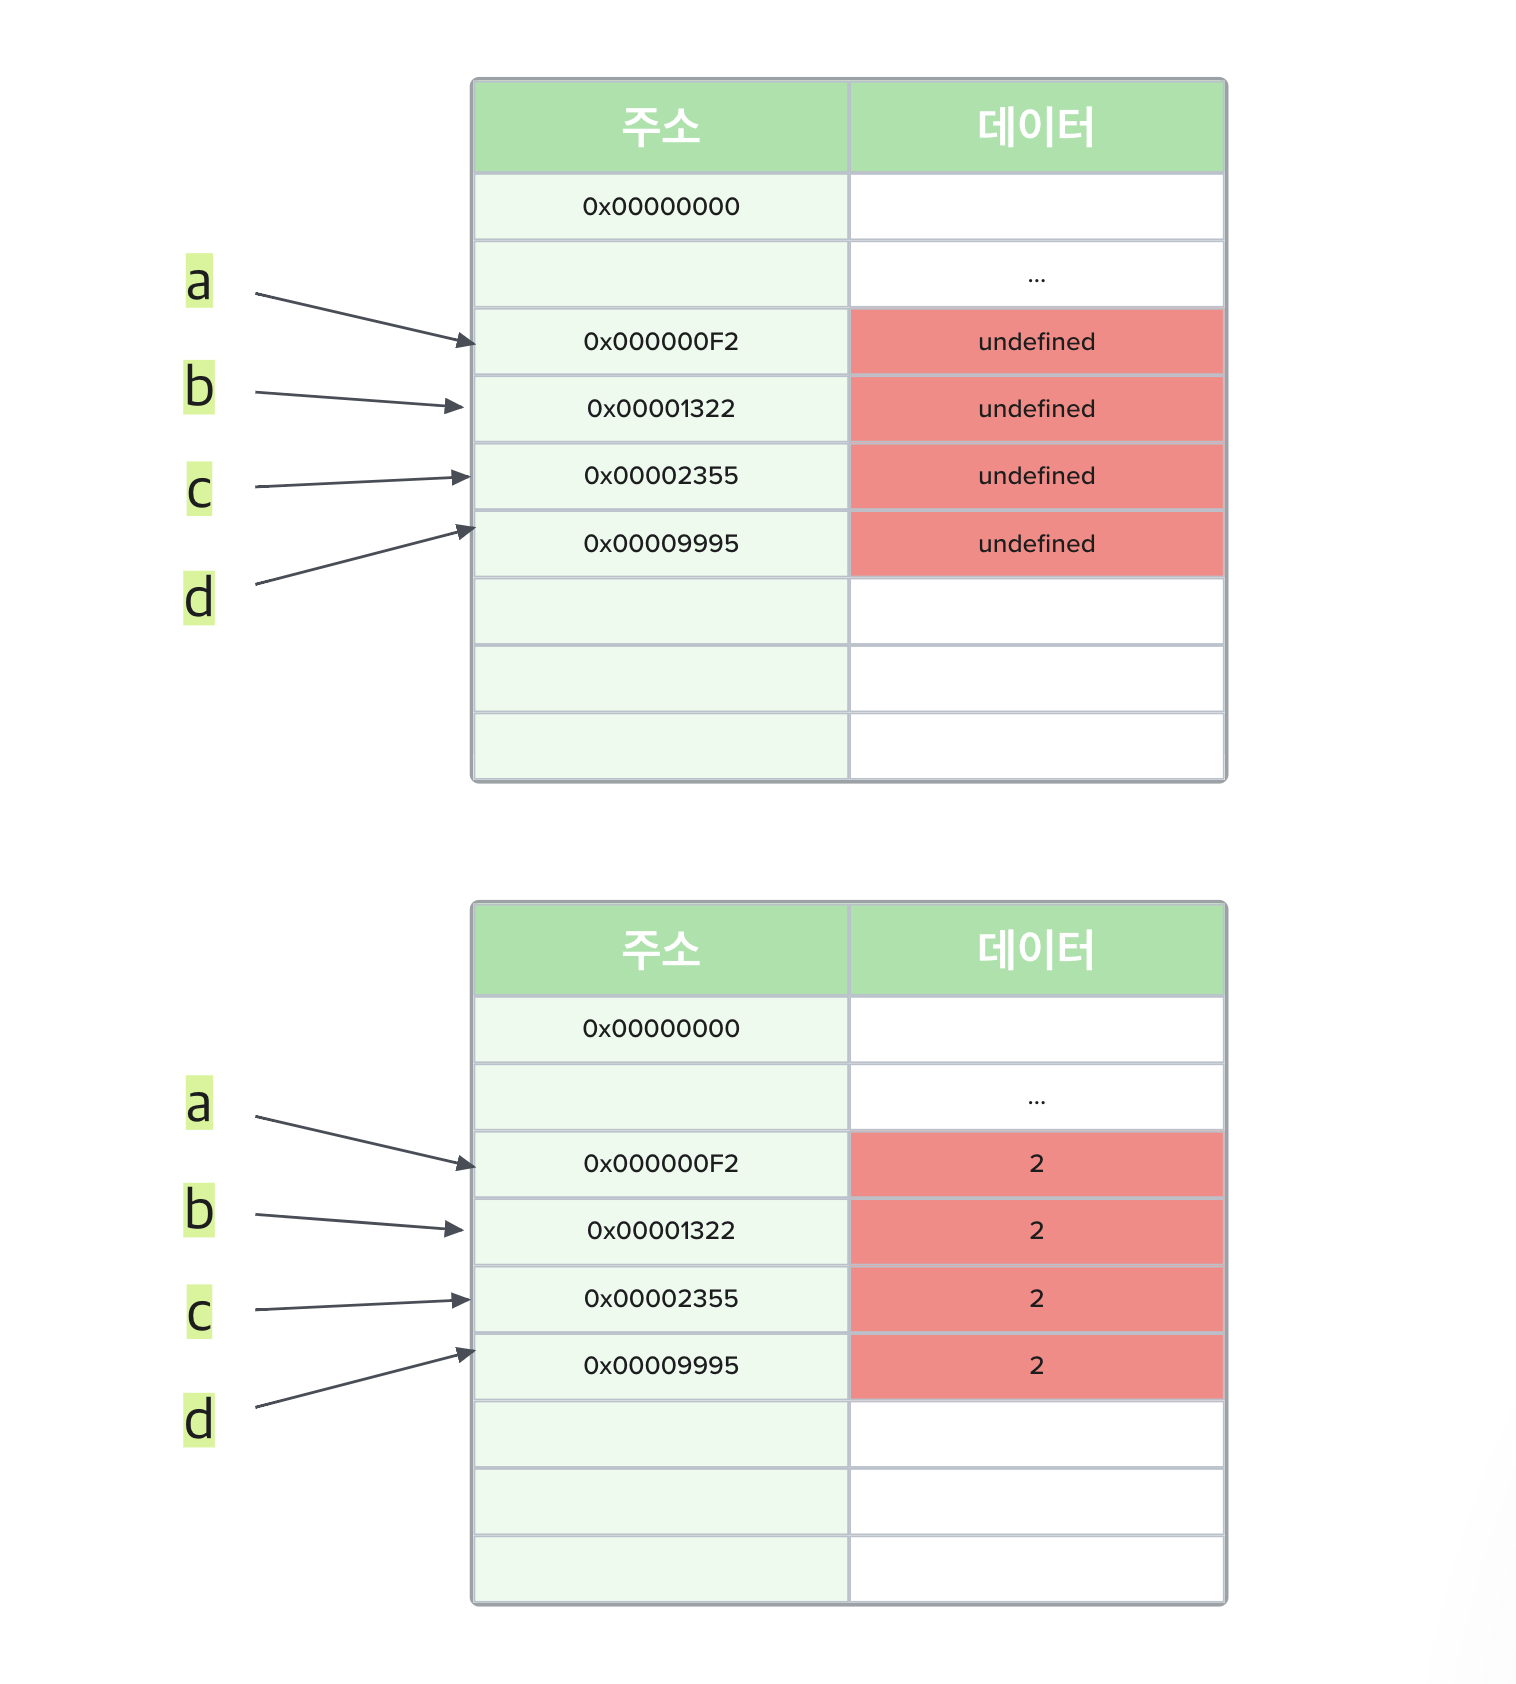 주소 데이터
0x00000000
a
...
0x000000F2 undefined
b
0x00001322 undefined
c
0x00002355 undefined
0x00009995 undefined
d
주소 데이터
0x00000000
a
...
0x000000F2 2
b
0x00001322 2
c
0x00002355 2
0x00009995 2
d